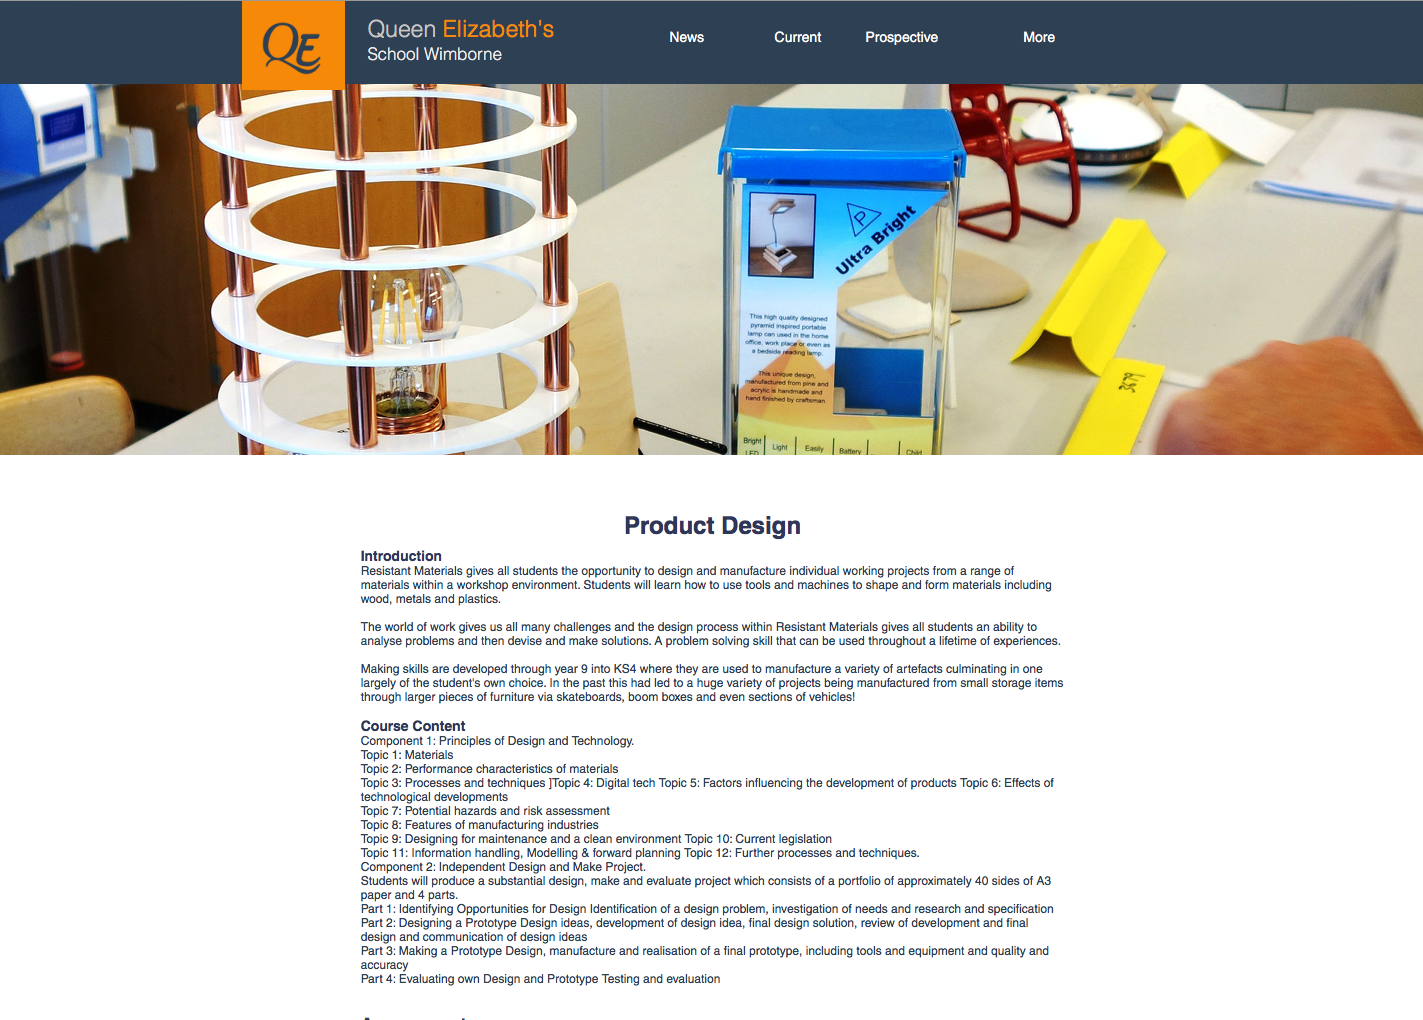 QE
Queen Elizabeth's
School Wimborne
News
Current
Prospective
More
P
Ultra Bright
This high quality designed
pyramid inspired portable
lamp can used in the home
office, work place or even as
a bedside reading lamp.
This unique design,
manufactured from pine and
acrylic is handmade and
hand finished by craftsman
Bright
LED
Light
Easily
Battery
Child
Product Design
Introduction
Resistant Materials gives all students the opportunity to design and manufacture individual working projects from a range of
materials within a workshop environment. Students will learn how to use tools and machines to shape and form materials including
wood, metals and plastics.
The world of work gives us all many challenges and the design process within Resistant Materials gives all students an ability to
analyse problems and then devise and make solutions. A problem solving skill that can be used throughout a lifetime of experiences.
Making skills are developed through year 9 into KS4 where they are used to manufacture a variety of artefacts culminating in one
largely of the student's own choice. In the past this had led to a huge variety of projects being manufactured from small storage items
through larger pieces of furniture via skateboards, boom boxes and even sections of vehicles!
Course Content
Component 1: Principles of Design and Technology.
Topic 1: Materials
Topic 2: Performance characteristics of materials
Topic 3: Processes and techniques ]Topic 4: Digital tech Topic 5: Factors influencing the development of products Topic 6: Effects of
technological developments
Topic 7: Potential hazards and risk assessment
Topic 8: Features of manufacturing industries
Topic 9: Designing for maintenance and a clean environment Topic 10: Current legislation
Topic 11: Information handling, Modelling & forward planning Topic 12: Further processes and techniques.
Component 2: Independent Design and Make Project.
Students will produce a substantial design, make and evaluate project which consists of a portfolio of approximately 40 sides of A3
paper and 4 parts.
Part 1: Identifying Opportunities for Design Identification of a design problem, investigation of needs and research and specification
Part 2: Designing a Prototype Design ideas, development of design idea, final design solution, review of development and final
design and communication of design ideas
Part 3: Making a Prototype Design, manufacture and realisation of a final prototype, including tools and equipment and quality and
accuracy
Part 4: Evaluating own Design and Prototype Testing and evaluation